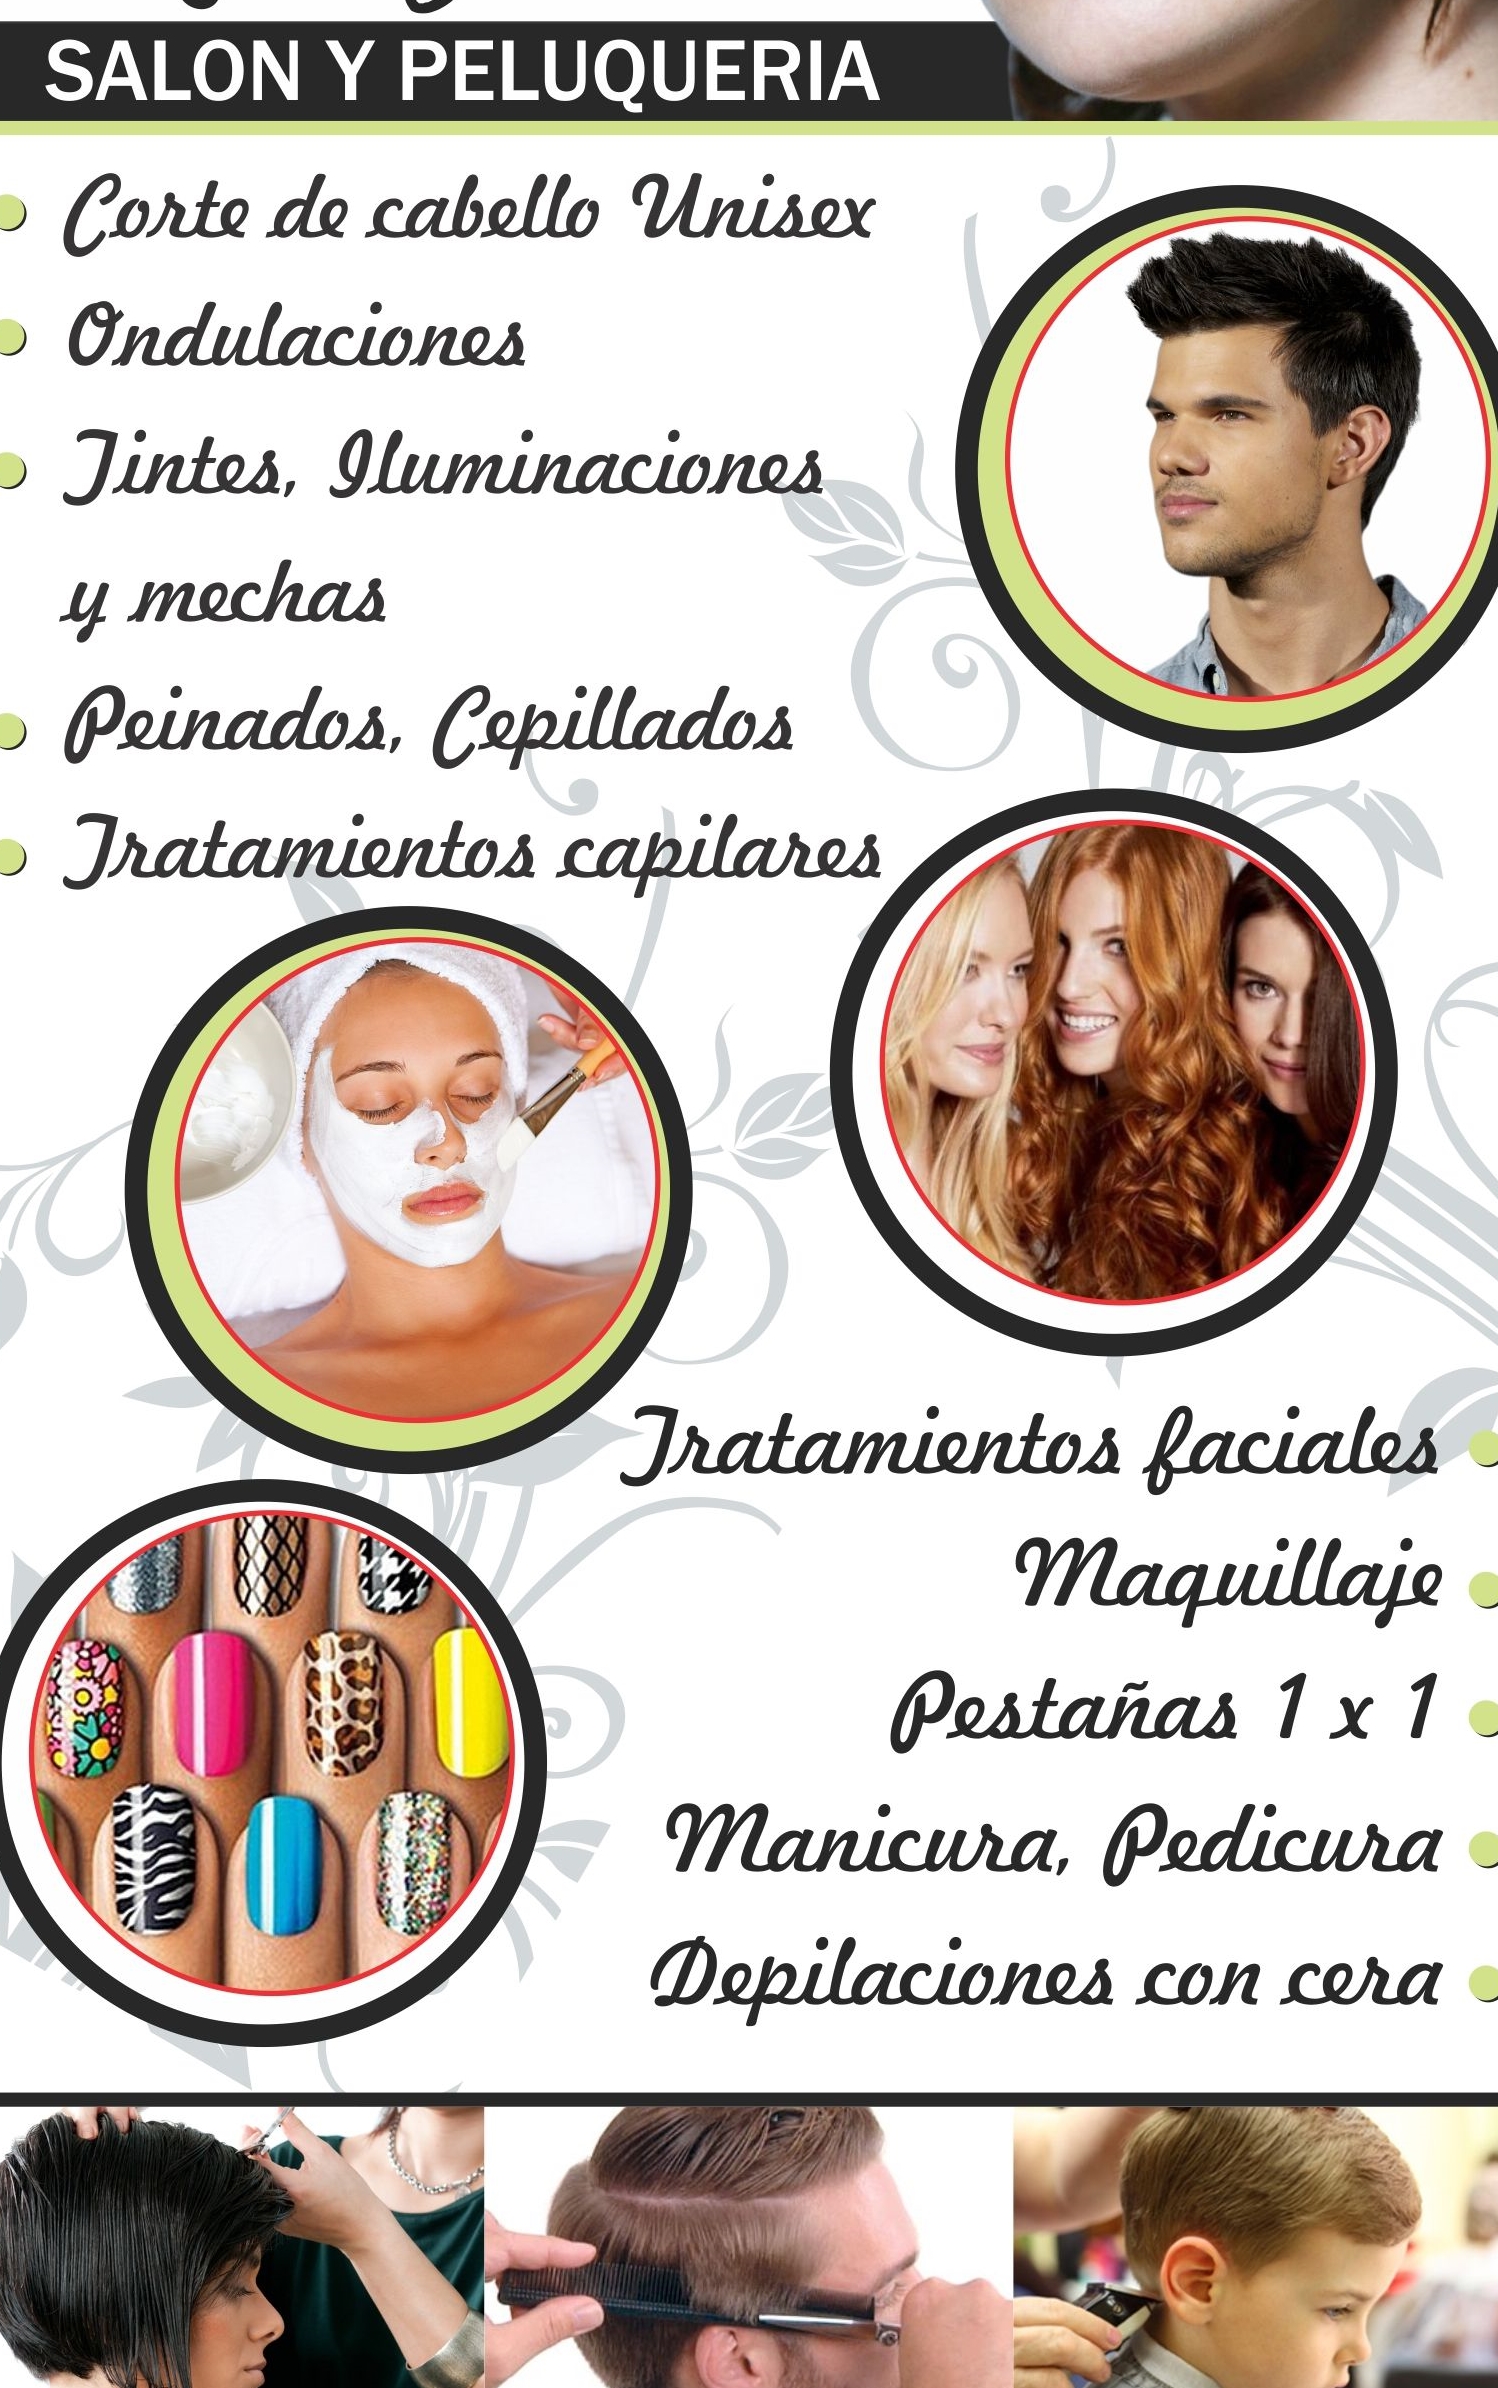 SALON Y PELUQUERIA
Corte de cabello Unisex
Ondulaciones
Tintes, Iluminaciones
y mechas
Peinados, Cepillados
Tratamientos capilares
Tratamientos faciales
Maquillaje
Pestañas 1 x 1
Manicura, Pedicura
Depilaciones con cera